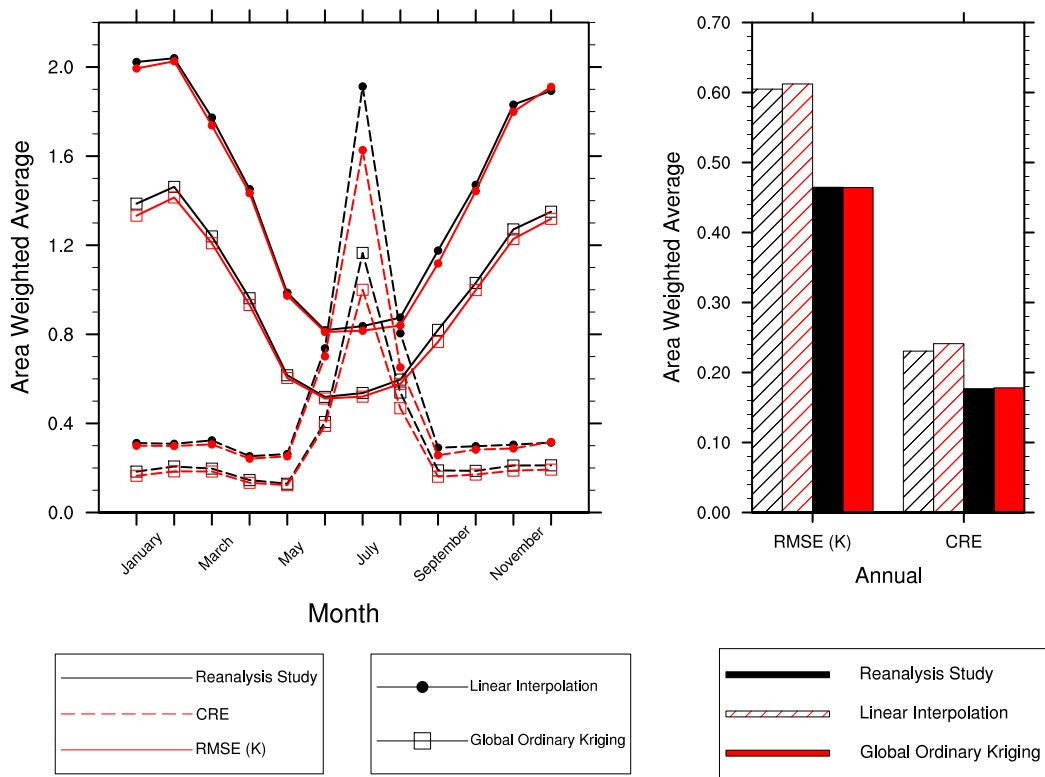 2.0
1.6
1.2
0.8
0.4
0.0
Area Weighted Average
January
March
May
July
September
November
Month
0.70
0.60
0.50
0.40
0.30
0.20
0.10
0.00
Area Weighted Average
RMSE (K)
CRE
Annual
Reanalysis Study
CRE
RMSE (K)
Linear Interpolation
Global Ordinary Kriging
Reanalysis Study
Linear Interpolation
Global Ordinary Kriging